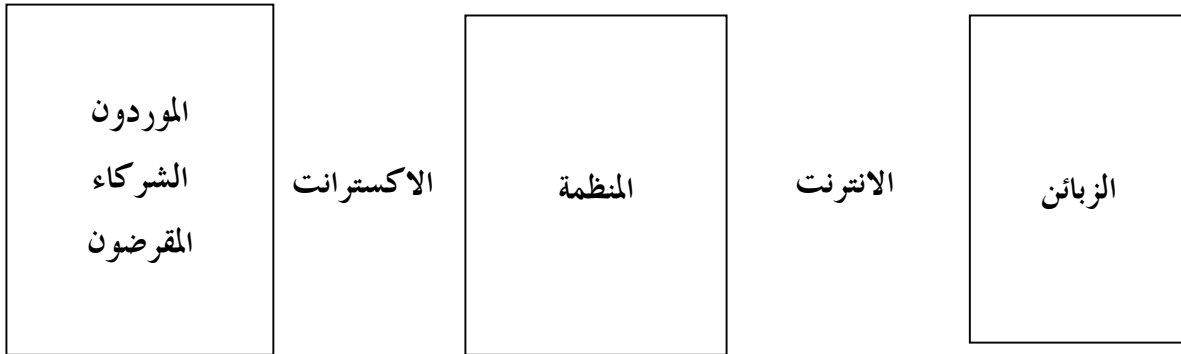 الزبائن
الانترنت
المنظمة
الاكسترانت
الموردون
الشركاء
المقرضون